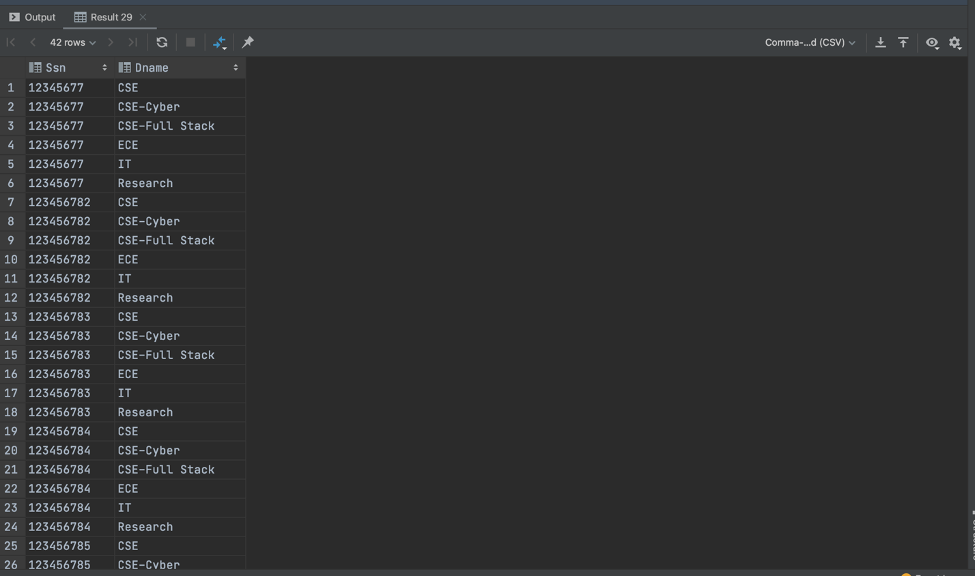 Output Result 29
42 rows Comma-...d (CSV)
Ssn Dname
1 12345677 CSE
2 12345677 CSE-Cyber
3 12345677 CSE-Full Stack
4 12345677 ECE
5 12345677 IT
6 12345677 Research
7 123456782 CSE
8 123456782 CSE-Cyber
9 123456782 CSE-Full Stack
10 123456782 ECE
11 123456782 IT
12 123456782 Research
13 123456783 CSE
14 123456783 CSE-Cyber
15 123456783 CSE-Full Stack
16 123456783 ECE
17 123456783 IT
18 123456783 Research
19 123456784 CSE
20 123456784 CSE-Cyber
21 123456784 CSE-Full Stack
22 123456784 ECE
23 123456784 IT
24 123456784 Research
25 123456785 CSE
26 123456785 CSE-Cyber